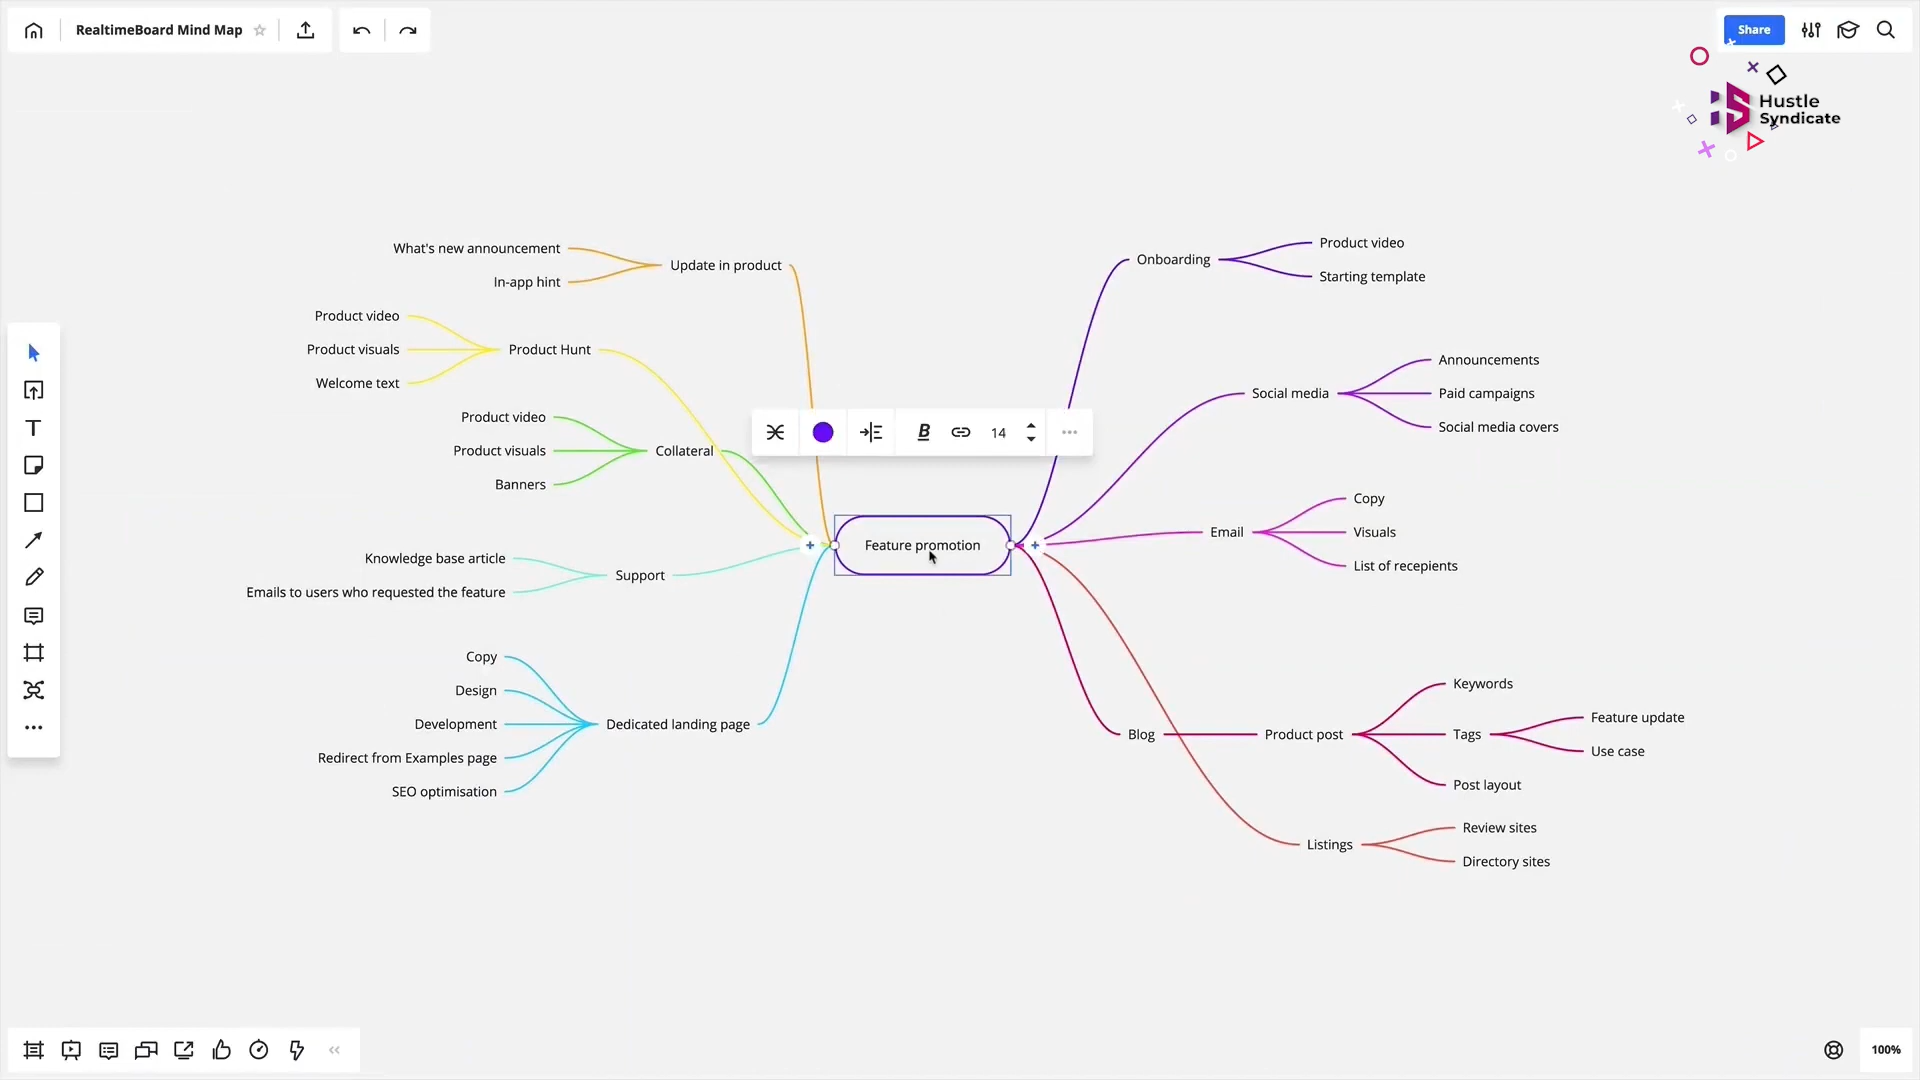 RealtimeBoard Mind Map
Share
Hustle
Syndicate
What's new announcement
In-app hint
Update in product
Product video
Product visuals
Welcome text
Product Hunt
Product video
Product visuals
Banners
Collateral
Knowledge base article
Emails to users who requested the feature
Support
Copy
Design
Development
Redirect from Examples page
SEO optimisation
Dedicated landing page
B
14
Feature promotion
Onboarding
Product video
Starting template
Social media
Announcements
Paid campaigns
Social media covers
Email
Copy
Visuals
List of recepients
Blog
Product post
Keywords
Tags
Feature update
Use case
Post layout
Listings
Review sites
Directory sites
100%